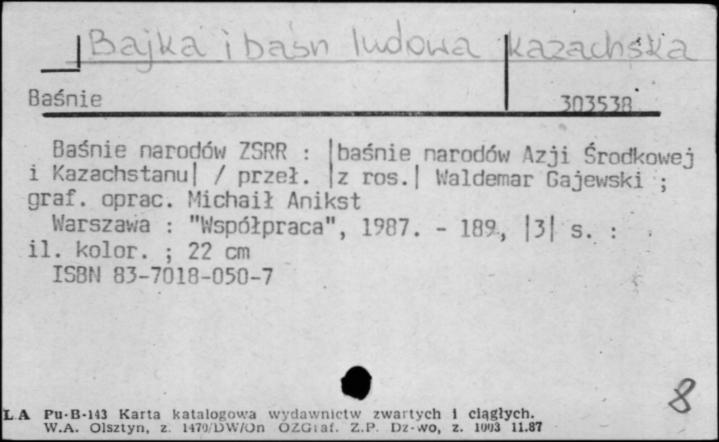 Bajka i baśn ludowa kazachska
Baśnie 303538
Baśnie narodów ZSRR : |baśnie narodów Azji Środkowej
i Kazachstanu| / przeł. |z ros.| Waldemar Gajewski ;
graf. oprac. Michaił Anikst
Warszawa : "Współpraca", 1987. - 189, |3| s. :
il. kolor. ; 22 cm
ISBN 83-7018-050-7
8
LA Pu-B-143 Karta katalogowa wydawnictw zwartych i ciągłych.
W.A. Olsztyn, z. 1470/DW/On OZGraf. Z.P. Dz-wo, z. 1003 11.87